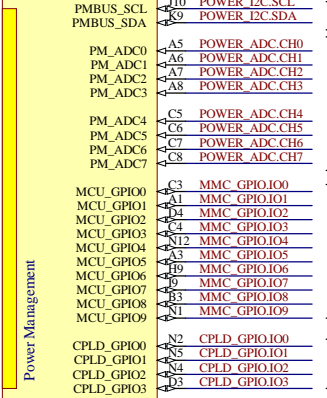 PMBUS_SCL J10 POWER_I2C.SCL
PMBUS_SDA K9 POWER_I2C.SDA
PM_ADC0 A5 POWER_ADC.CH0
PM_ADC1 A6 POWER_ADC.CH1
PM_ADC2 A7 POWER_ADC.CH2
PM_ADC3 A8 POWER_ADC.CH3
PM_ADC4 C5 POWER_ADC.CH4
PM_ADC5 C6 POWER_ADC.CH5
PM_ADC6 C7 POWER_ADC.CH6
PM_ADC7 C8 POWER_ADC.CH7
MCU_GPIO0 C3 MMC_GPIO.IO0
MCU_GPIO1 A1 MMC_GPIO.IO1
MCU_GPIO2 D4 MMC_GPIO.IO2
MCU_GPIO3 C4 MMC_GPIO.IO3
MCU_GPIO4 N12 MMC_GPIO.IO4
MCU_GPIO5 A3 MMC_GPIO.IO5
MCU_GPIO6 H9 MMC_GPIO.IO6
MCU_GPIO7 J9 MMC_GPIO.IO7
MCU_GPIO8 B3 MMC_GPIO.IO8
MCU_GPIO9 N1 MMC_GPIO.IO9
CPLD_GPIO0 N2 CPLD_GPIO.IO0
CPLD_GPIO1 N5 CPLD_GPIO.IO1
CPLD_GPIO2 N4 CPLD_GPIO.IO2
CPLD_GPIO3 D3 CPLD_GPIO.IO3
Power Management